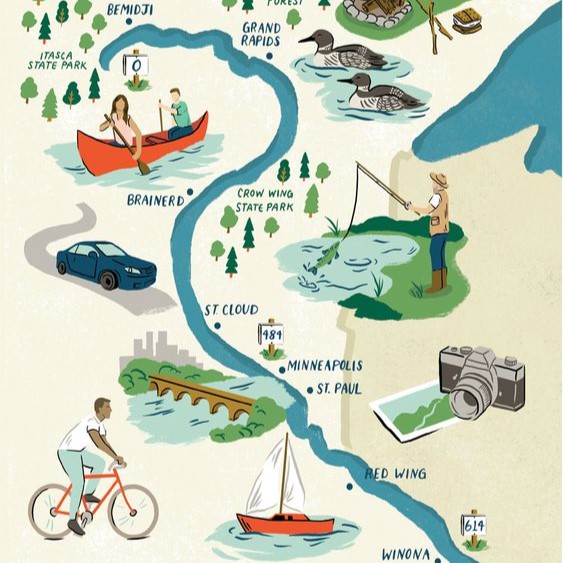 BEMIDJI
FOREST
GRAND
RAPIDS
ITASCA
STATE PARK
0
CROW WING
STATE PARK
BRAINERD
ST. CLOUD
484
MINNEAPOLIS
ST. PAUL
RED WING
614
WINONA